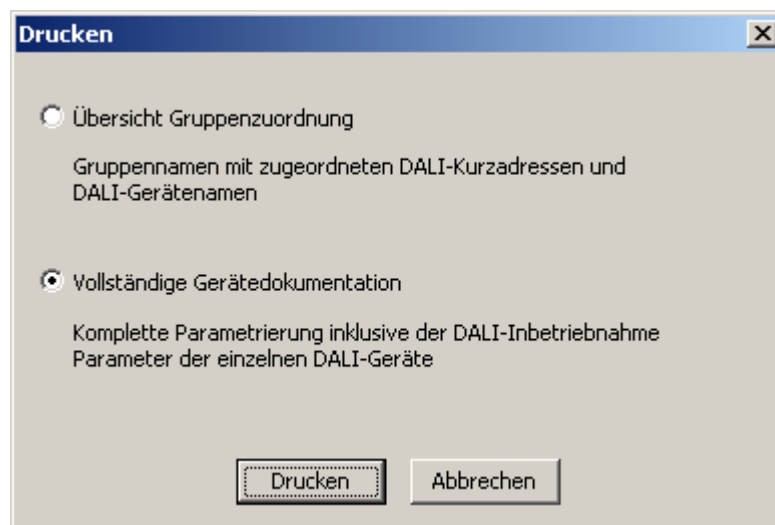 Drucken
Übersicht Gruppenzuordnung
Gruppennamen mit zugeordneten DALI-Kurzadressen und
DALI-Gerätenamen
Vollständige Gerätedokumentation
Komplette Parametrierung inklusive der DALI-Inbetriebnahme
Parameter der einzelnen DALI-Geräte
Drucken
Abbrechen